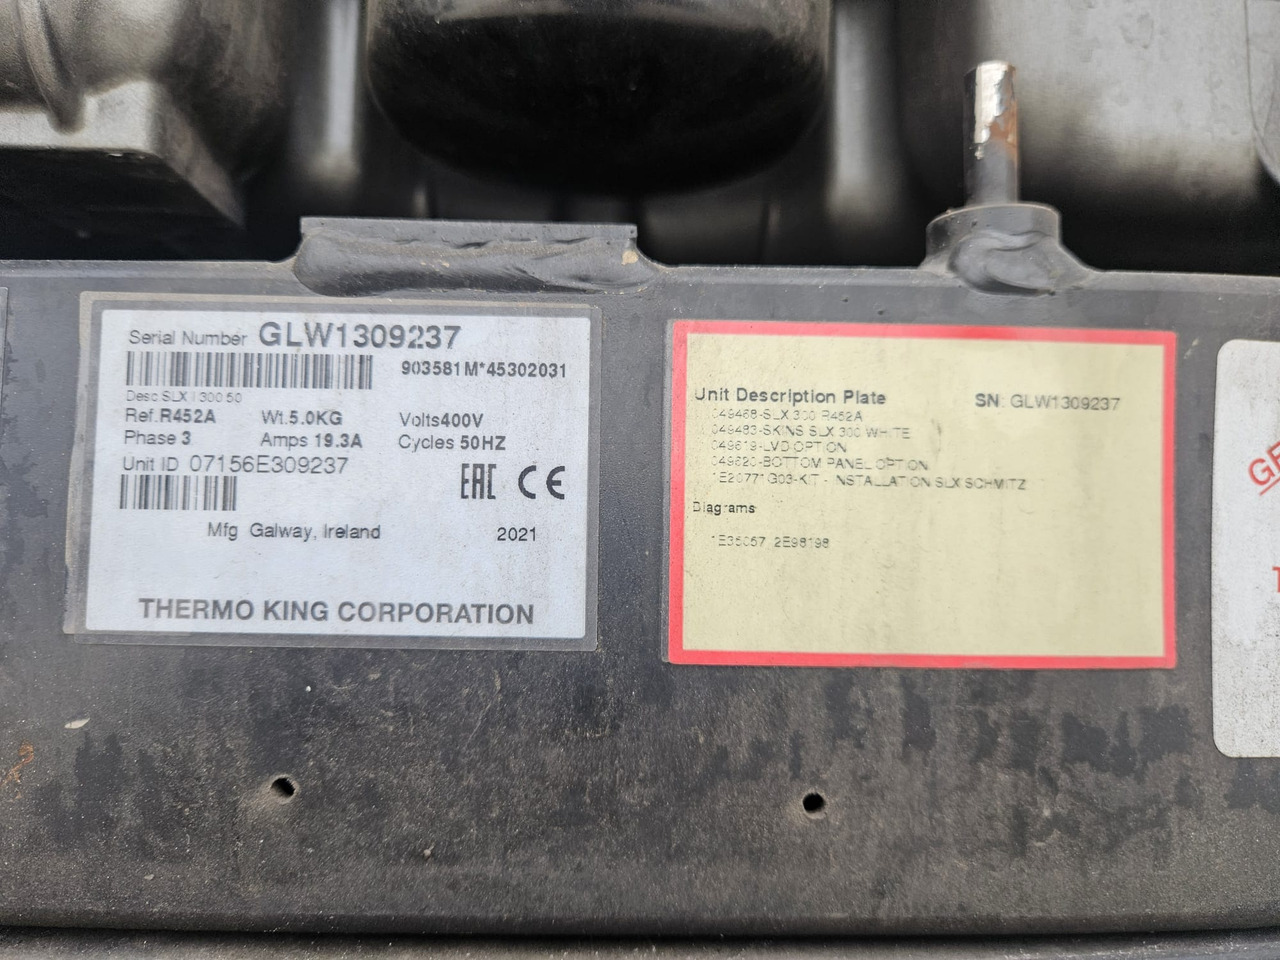 Serial Number GLW1309237
903581M*45302031
Desc SLX I 300 50
Ref.R452A Wt.5.0KG Volts400V
Phase 3 Amps 19.3A Cycles 50HZ
Unit ID 07156E309237
EAC CE
Mfg Galway, Ireland 2021
THERMO KING CORPORATION
Unit Description Plate SN: GLW1309237
049468-SLX 300 R452A
049483-SKINS SLX 300 WHITE
049619-LVD OPTION
049620-BOTTOM PANEL OPTION
1E20771G03-KIT - INSTALLATION SLX SCHMITZ
Diagrams
1E35057 2E98198